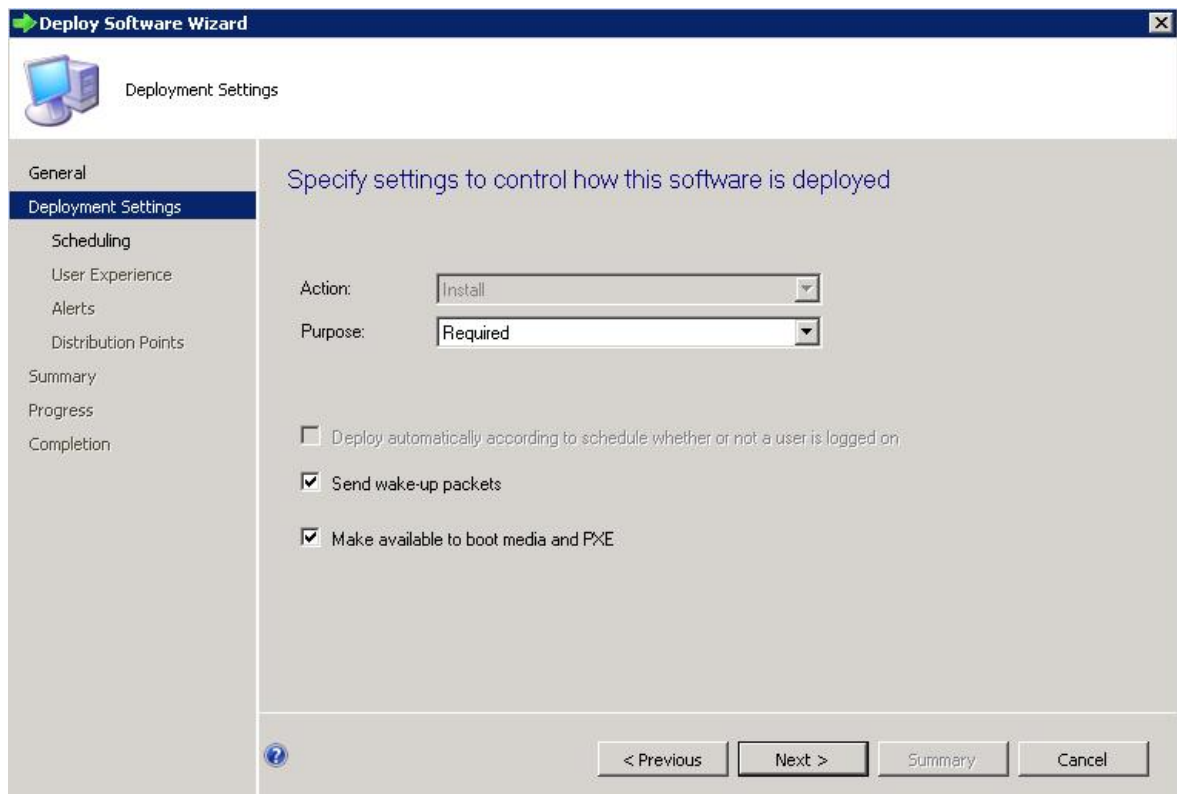 Deploy Software Wizard
Deployment Settings
General
Deployment Settings
Scheduling
User Experience
Alerts
Distribution Points
Summary
Progress
Completion
Specify settings to control how this software is deployed
Action: Install
Purpose: Required
Deploy automatically according to schedule whether or not a user is logged on
Send wake-up packets
Make available to boot media and PXE
< Previous Next > Summary Cancel